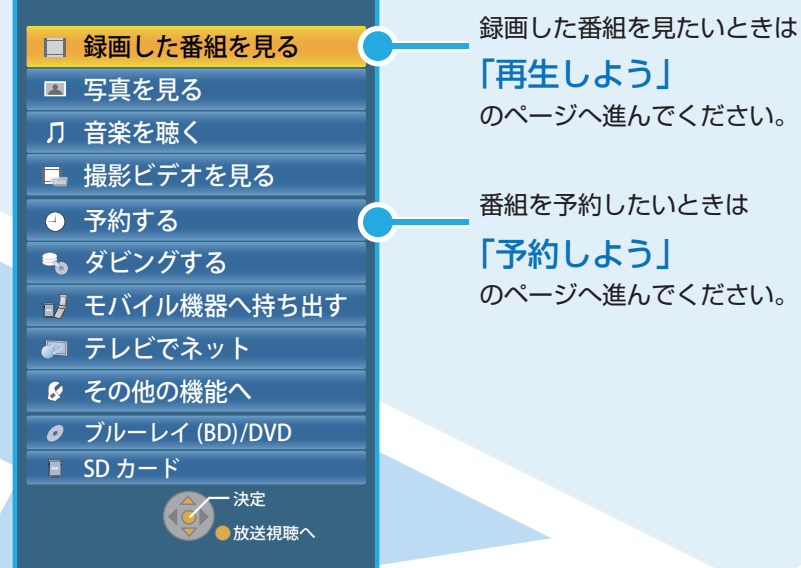 録画した番組を見る
写真を見る
音楽を聴く
撮影ビデオを見る
予約する
ダビングする
モバイル機器へ持ち出す
テレビでネット
その他の機能へ
ブルーレイ (BD)/DVD
SD カード
決定
放送視聴へ
録画した番組を見たいときは
「再生しよう」
のページへ進んでください。
番組を予約したいときは
「予約しよう」
のページへ進んでください。